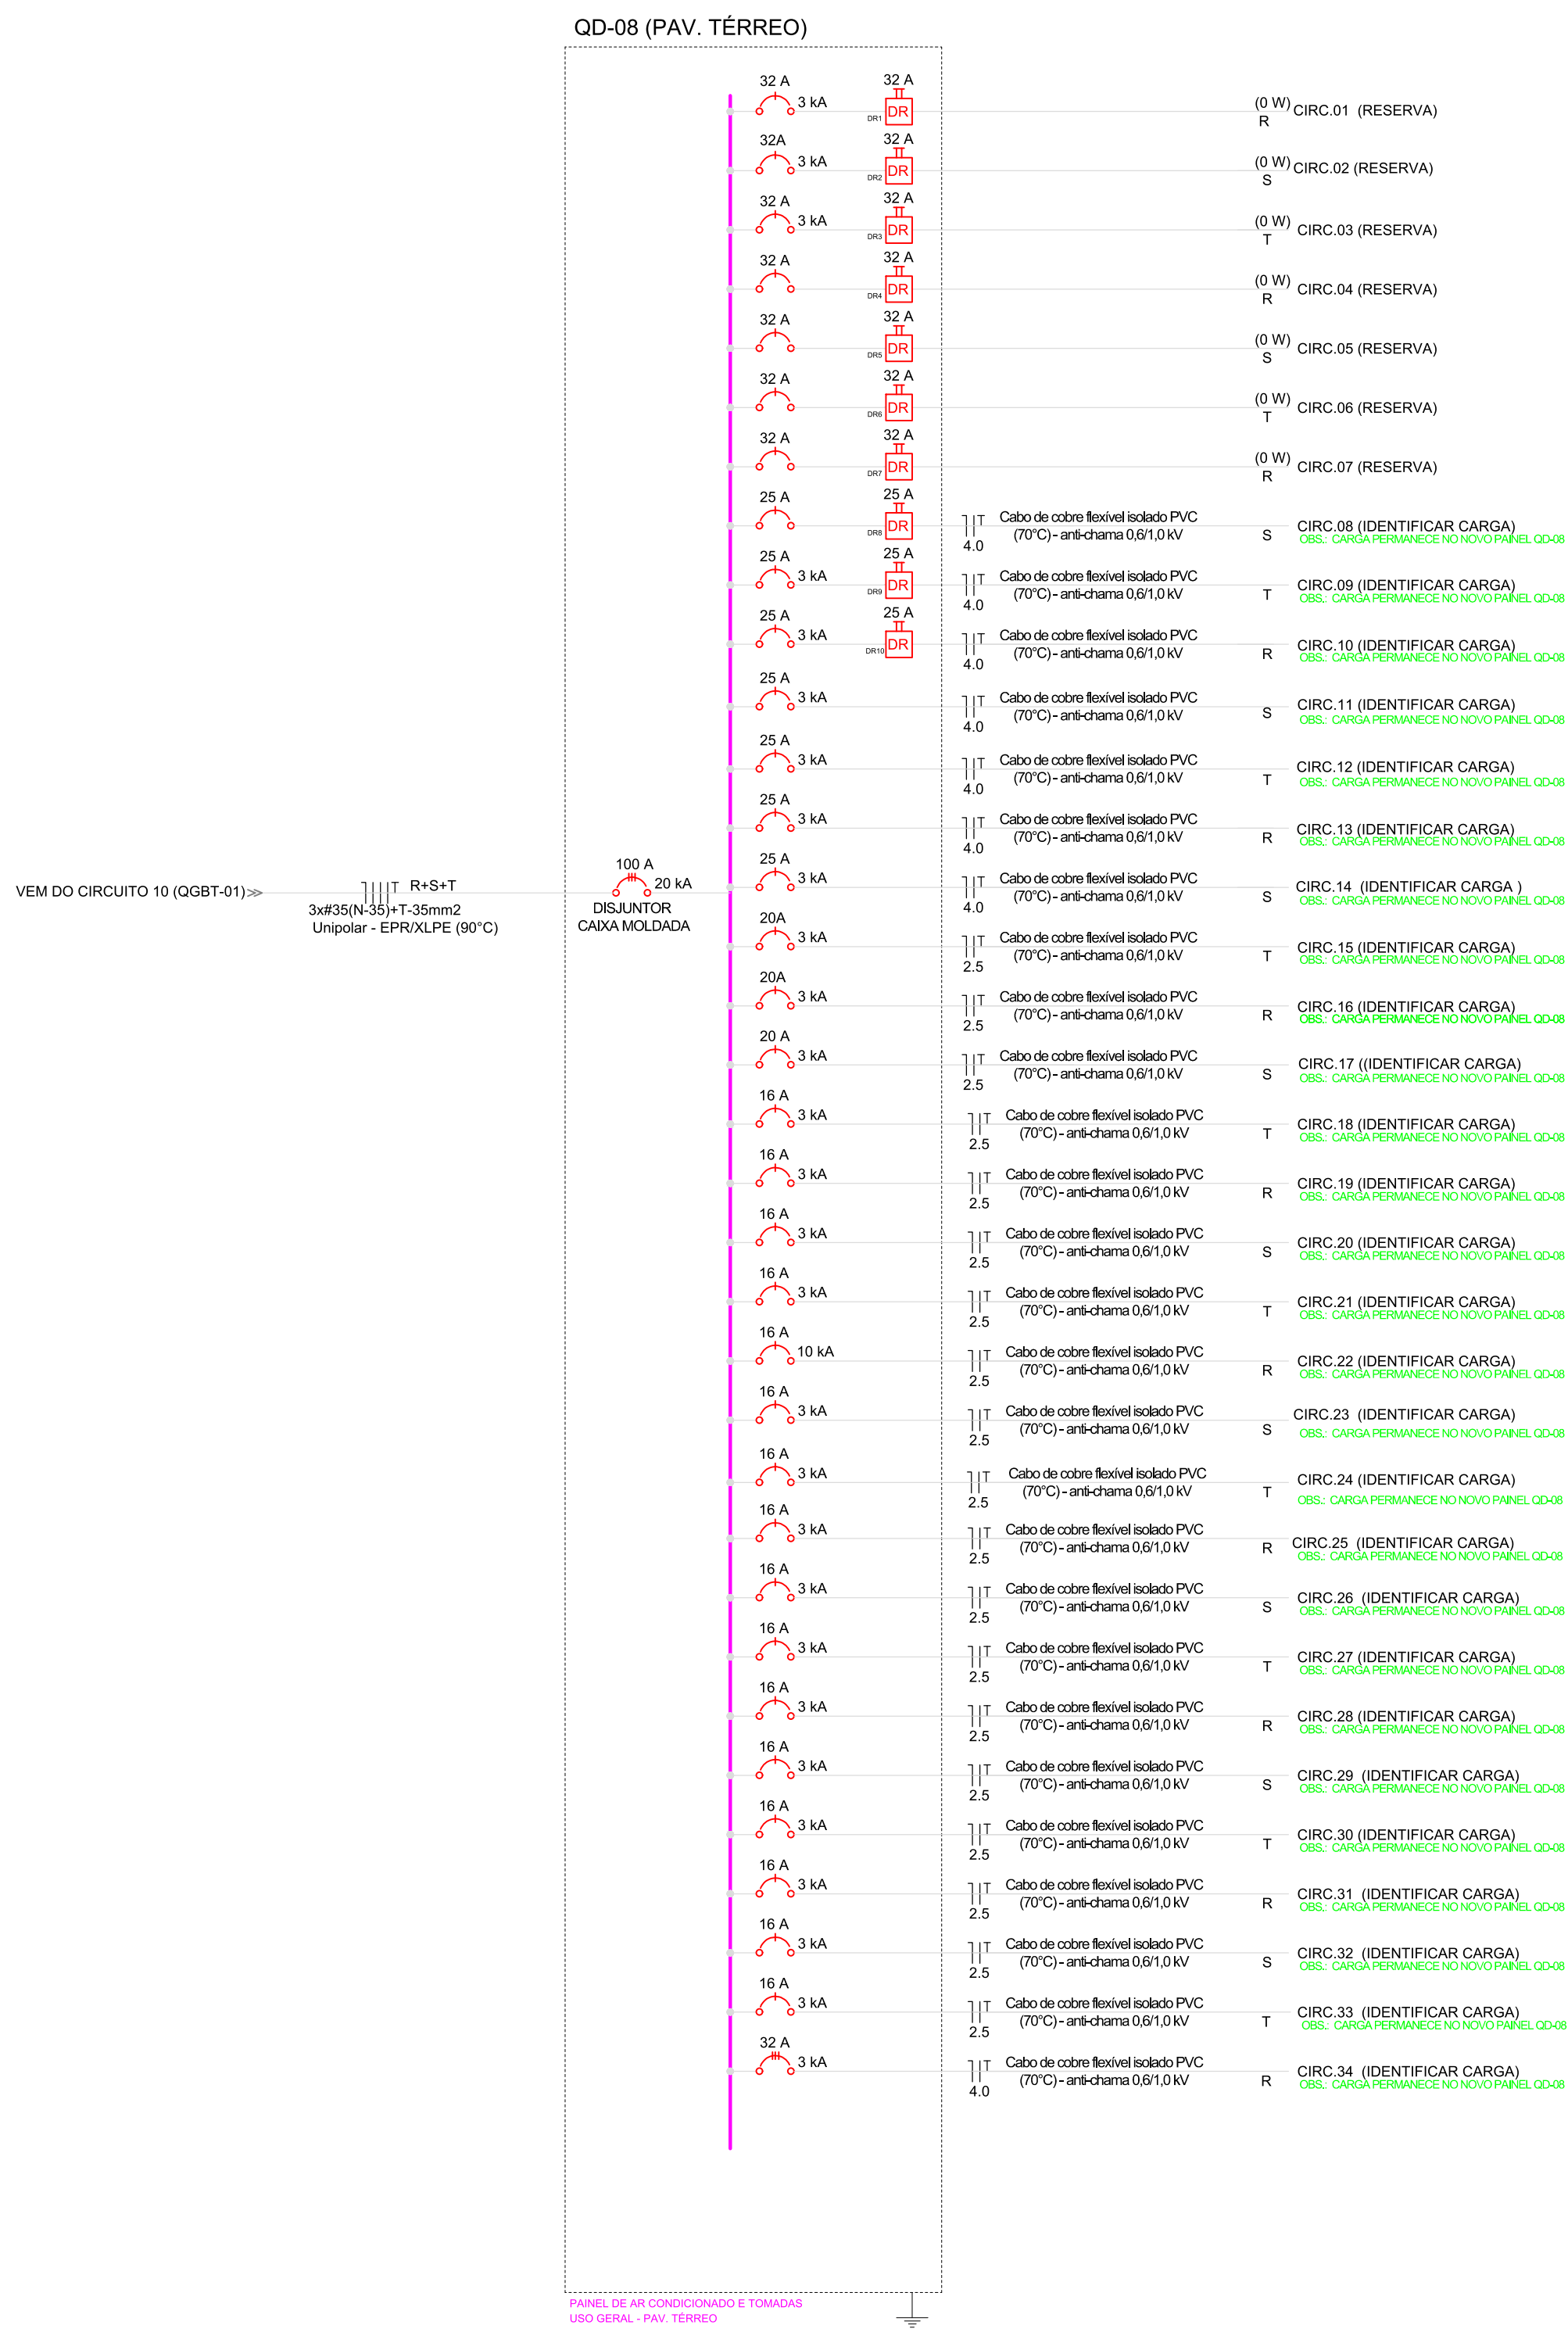 QD-08 (PAV. TÉRREO)
32 A
3 kA
32 A
DR1
DR
(0 W)
R
CIRC.01 (RESERVA)
32A
3 kA
32 A
DR2
DR
(0 W)
S
CIRC.02 (RESERVA)
32 A
3 kA
32 A
DR3
DR
(0 W)
T
CIRC.03 (RESERVA)
32 A
32 A
DR4
DR
(0 W)
R
CIRC.04 (RESERVA)
32 A
32 A
DR5
DR
(0 W)
S
CIRC.05 (RESERVA)
32 A
32 A
DR6
DR
(0 W)
T
CIRC.06 (RESERVA)
32 A
32 A
DR7
DR
(0 W)
R
CIRC.07 (RESERVA)
25 A
25 A
DR8
DR
T
4.0
Cabo de cobre flexível isolado PVC
(70°C) - anti-chama 0,6/1,0 kV
S
CIRC.08 (IDENTIFICAR CARGA)
OBS.: CARGA PERMANECE NO NOVO PAINEL QD-08
25 A
3 kA
25 A
DR9
DR
T
4.0
Cabo de cobre flexível isolado PVC
(70°C) - anti-chama 0,6/1,0 kV
T
CIRC.09 (IDENTIFICAR CARGA)
OBS.: CARGA PERMANECE NO NOVO PAINEL QD-08
25 A
3 kA
25 A
DR10
DR
T
4.0
Cabo de cobre flexível isolado PVC
(70°C) - anti-chama 0,6/1,0 kV
R
CIRC.10 (IDENTIFICAR CARGA)
OBS.: CARGA PERMANECE NO NOVO PAINEL QD-08
25 A
3 kA
T
4.0
Cabo de cobre flexível isolado PVC
(70°C) - anti-chama 0,6/1,0 kV
S
CIRC.11 (IDENTIFICAR CARGA)
OBS.: CARGA PERMANECE NO NOVO PAINEL QD-08
25 A
3 kA
T
4.0
Cabo de cobre flexível isolado PVC
(70°C) - anti-chama 0,6/1,0 kV
T
CIRC.12 (IDENTIFICAR CARGA)
OBS.: CARGA PERMANECE NO NOVO PAINEL QD-08
25 A
3 kA
T
4.0
Cabo de cobre flexível isolado PVC
(70°C) - anti-chama 0,6/1,0 kV
R
CIRC.13 (IDENTIFICAR CARGA)
OBS.: CARGA PERMANECE NO NOVO PAINEL QD-08
VEM DO CIRCUITO 10 (QGBT-01)
T
R+S+T
3x#35(N-35)+T-35mm2
Unipolar - EPR/XLPE (90°C)
100 A
20 kA
DISJUNTOR
CAIXA MOLDADA
25 A
3 kA
T
4.0
Cabo de cobre flexível isolado PVC
(70°C) - anti-chama 0,6/1,0 kV
S
CIRC.14 (IDENTIFICAR CARGA )
OBS.: CARGA PERMANECE NO NOVO PAINEL QD-08
20A
3 kA
T
2.5
Cabo de cobre flexível isolado PVC
(70°C) - anti-chama 0,6/1,0 kV
T
CIRC.15 (IDENTIFICAR CARGA)
OBS.: CARGA PERMANECE NO NOVO PAINEL QD-08
20A
3 kA
T
2.5
Cabo de cobre flexível isolado PVC
(70°C) - anti-chama 0,6/1,0 kV
R
CIRC.16 (IDENTIFICAR CARGA)
OBS.: CARGA PERMANECE NO NOVO PAINEL QD-08
20 A
3 kA
T
2.5
Cabo de cobre flexível isolado PVC
(70°C) - anti-chama 0,6/1,0 kV
S
CIRC.17 ((IDENTIFICAR CARGA)
OBS.: CARGA PERMANECE NO NOVO PAINEL QD-08
16 A
3 kA
T
2.5
Cabo de cobre flexível isolado PVC
(70°C) - anti-chama 0,6/1,0 kV
T
CIRC.18 (IDENTIFICAR CARGA)
OBS.: CARGA PERMANECE NO NOVO PAINEL QD-08
16 A
3 kA
T
2.5
Cabo de cobre flexível isolado PVC
(70°C) - anti-chama 0,6/1,0 kV
R
CIRC.19 (IDENTIFICAR CARGA)
OBS.: CARGA PERMANECE NO NOVO PAINEL QD-08
16 A
3 kA
T
2.5
Cabo de cobre flexível isolado PVC
(70°C) - anti-chama 0,6/1,0 kV
S
CIRC.20 (IDENTIFICAR CARGA)
OBS.: CARGA PERMANECE NO NOVO PAINEL QD-08
16 A
3 kA
T
2.5
Cabo de cobre flexível isolado PVC
(70°C) - anti-chama 0,6/1,0 kV
T
CIRC.21 (IDENTIFICAR CARGA)
OBS.: CARGA PERMANECE NO NOVO PAINEL QD-08
16 A
10 kA
T
2.5
Cabo de cobre flexível isolado PVC
(70°C) - anti-chama 0,6/1,0 kV
R
CIRC.22 (IDENTIFICAR CARGA)
OBS.: CARGA PERMANECE NO NOVO PAINEL QD-08
16 A
3 kA
T
2.5
Cabo de cobre flexível isolado PVC
(70°C) - anti-chama 0,6/1,0 kV
S
CIRC.23 (IDENTIFICAR CARGA)
OBS.: CARGA PERMANECE NO NOVO PAINEL QD-08
16 A
3 kA
T
2.5
Cabo de cobre flexível isolado PVC
(70°C) - anti-chama 0,6/1,0 kV
T
CIRC.24 (IDENTIFICAR CARGA)
OBS.: CARGA PERMANECE NO NOVO PAINEL QD-08
16 A
3 kA
T
2.5
Cabo de cobre flexível isolado PVC
(70°C) - anti-chama 0,6/1,0 kV
R
CIRC.25 (IDENTIFICAR CARGA)
OBS.: CARGA PERMANECE NO NOVO PAINEL QD-08
16 A
3 kA
T
2.5
Cabo de cobre flexível isolado PVC
(70°C) - anti-chama 0,6/1,0 kV
S
CIRC.26 (IDENTIFICAR CARGA)
OBS.: CARGA PERMANECE NO NOVO PAINEL QD-08
16 A
3 kA
T
2.5
Cabo de cobre flexível isolado PVC
(70°C) - anti-chama 0,6/1,0 kV
T
CIRC.27 (IDENTIFICAR CARGA)
OBS.: CARGA PERMANECE NO NOVO PAINEL QD-08
16 A
3 kA
T
2.5
Cabo de cobre flexível isolado PVC
(70°C) - anti-chama 0,6/1,0 kV
R
CIRC.28 (IDENTIFICAR CARGA)
OBS.: CARGA PERMANECE NO NOVO PAINEL QD-08
16 A
3 kA
T
2.5
Cabo de cobre flexível isolado PVC
(70°C) - anti-chama 0,6/1,0 kV
S
CIRC.29 (IDENTIFICAR CARGA)
OBS.: CARGA PERMANECE NO NOVO PAINEL QD-08
16 A
3 kA
T
2.5
Cabo de cobre flexível isolado PVC
(70°C) - anti-chama 0,6/1,0 kV
T
CIRC.30 (IDENTIFICAR CARGA)
OBS.: CARGA PERMANECE NO NOVO PAINEL QD-08
16 A
3 kA
T
2.5
Cabo de cobre flexível isolado PVC
(70°C) - anti-chama 0,6/1,0 kV
R
CIRC.31 (IDENTIFICAR CARGA)
OBS.: CARGA PERMANECE NO NOVO PAINEL QD-08
16 A
3 kA
T
2.5
Cabo de cobre flexível isolado PVC
(70°C) - anti-chama 0,6/1,0 kV
S
CIRC.32 (IDENTIFICAR CARGA)
OBS.: CARGA PERMANECE NO NOVO PAINEL QD-08
16 A
3 kA
T
2.5
Cabo de cobre flexível isolado PVC
(70°C) - anti-chama 0,6/1,0 kV
T
CIRC.33 (IDENTIFICAR CARGA)
OBS.: CARGA PERMANECE NO NOVO PAINEL QD-08
32 A
3 kA
T
4.0
Cabo de cobre flexível isolado PVC
(70°C) - anti-chama 0,6/1,0 kV
R
CIRC.34 (IDENTIFICAR CARGA)
OBS.: CARGA PERMANECE NO NOVO PAINEL QD-08
PAINEL DE AR CONDICIONADO E TOMADAS
USO GERAL - PAV. TÉRREO